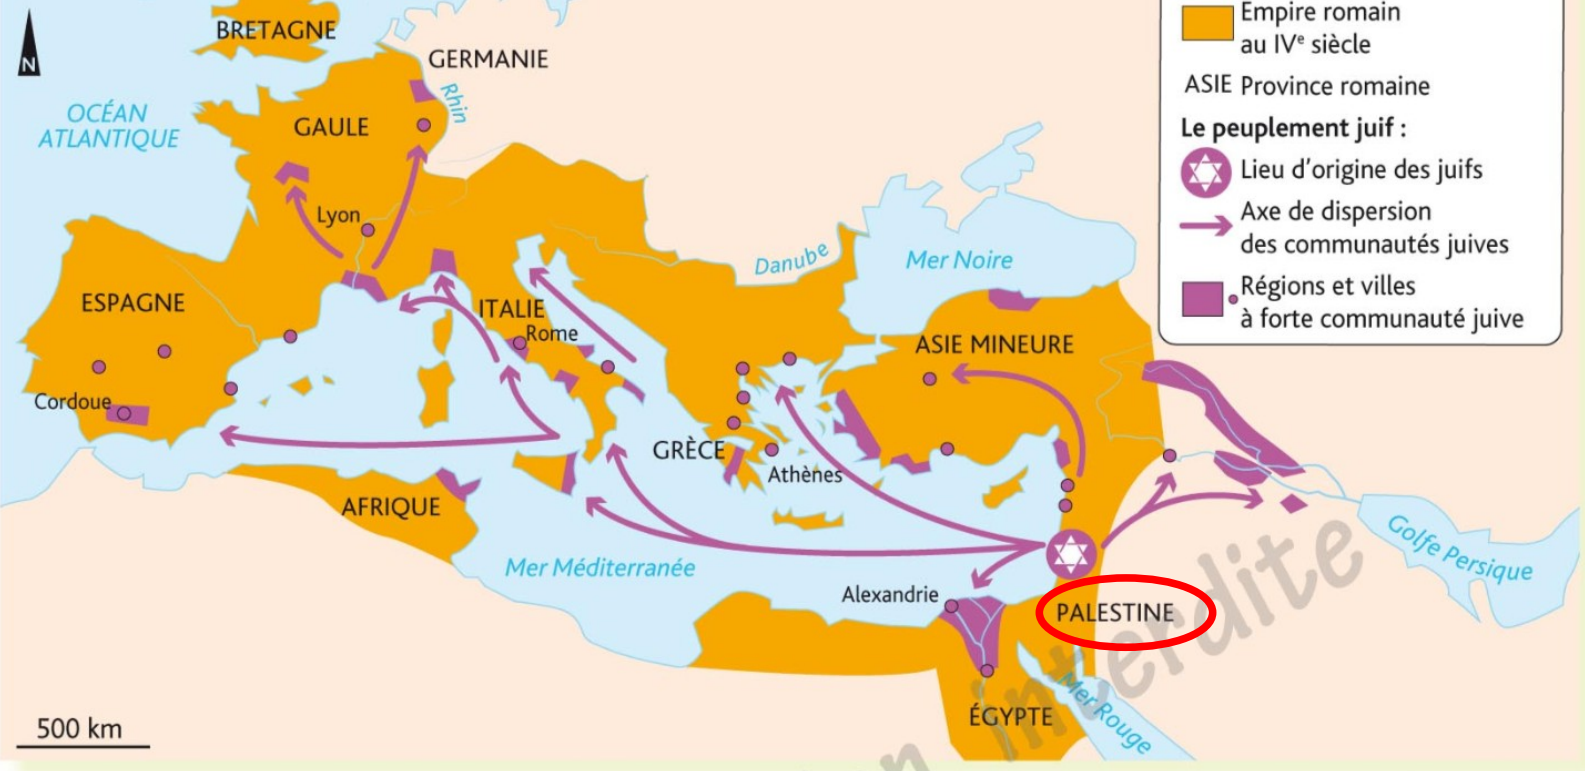 BRETAGNE
GERMANIE
N
OCÉAN
ATLANTIQUE
GAULE
Rhin
Lyon
ESPAGNE
Cordoue
ITALIE
Rome
Danube
Mer Noire
ASIE MINEURE
GRÈCE
Athènes
AFRIQUE
Mer Méditerranée
Alexandrie
PALESTINE
Golfe Persique
ÉGYPTE
Mer Rouge
500 km
interdite
Empire romain
au IVe siècle
ASIE Province romaine
Le peuplement juif :
Lieu d'origine des juifs
Axe de dispersion
des communautés juives
Régions et villes
à forte communauté juive